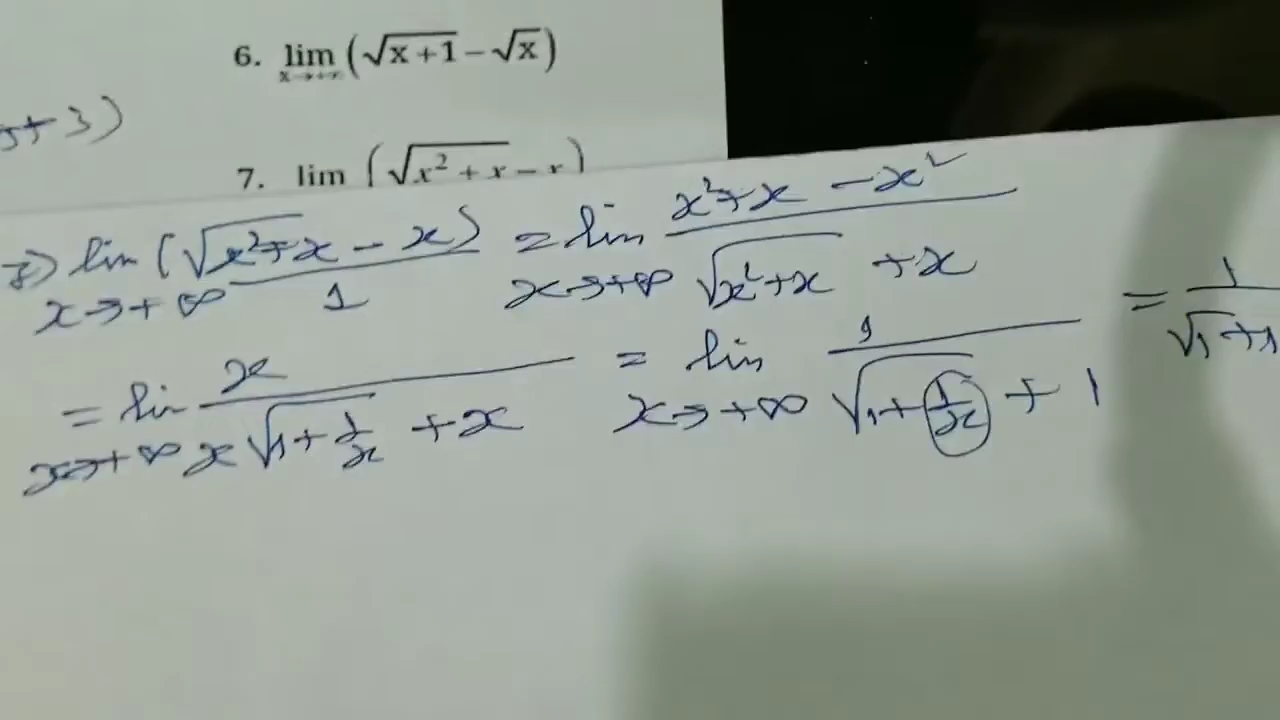 6. lim (√x+1 − √x)
x→+∞
+3)
7. lim (√x² + x − x)
7) lim (√x²+x − x) / 1 = lim x²+x −x² / √x²+x +x
x→+∞ x→+∞
= lim x / x√1+1/x +x = lim 1 / √1+1/x + 1 = 1 / √1+1
x→+∞ x→+∞